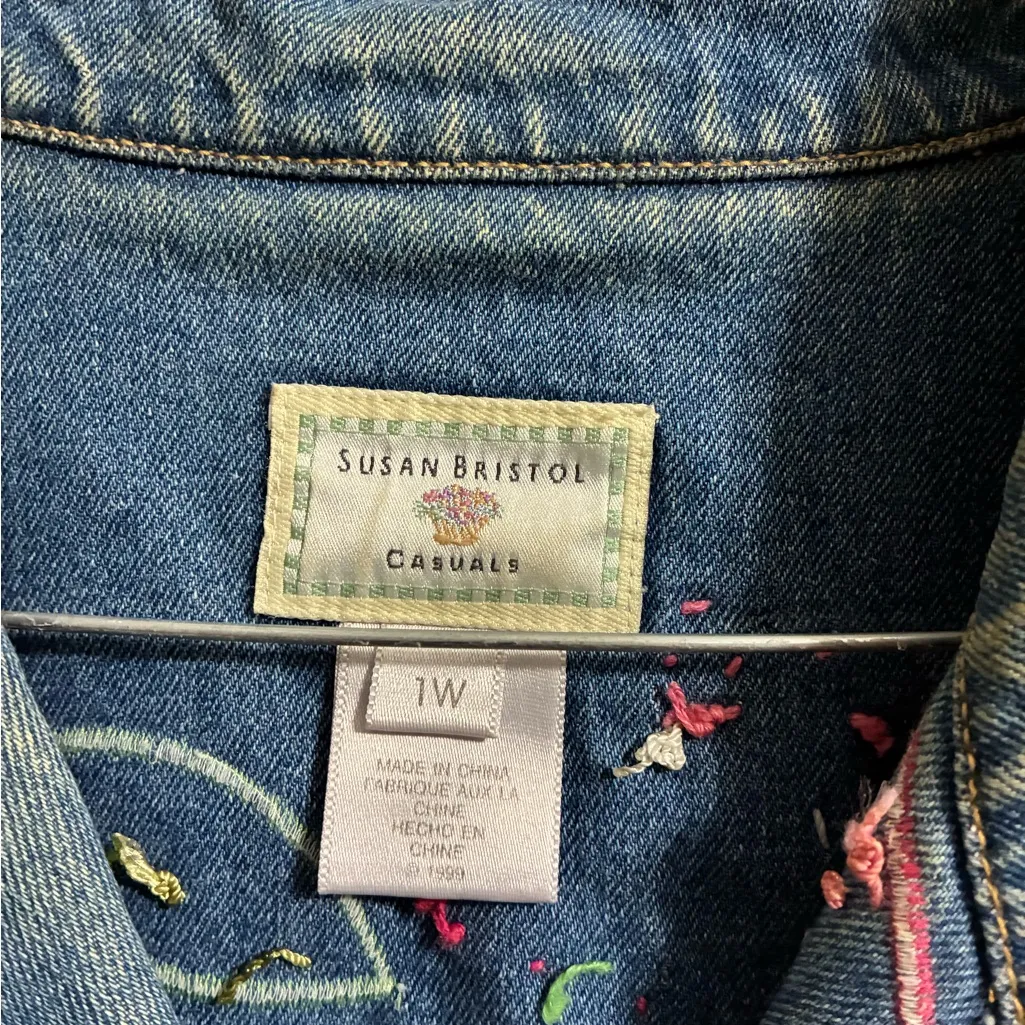 SUSAN BRISTOL
CASUALS
1W
MADE IN CHINA
FABRIQUE AUX LA
CHINE
HECHO EN
CHINE
© 1999